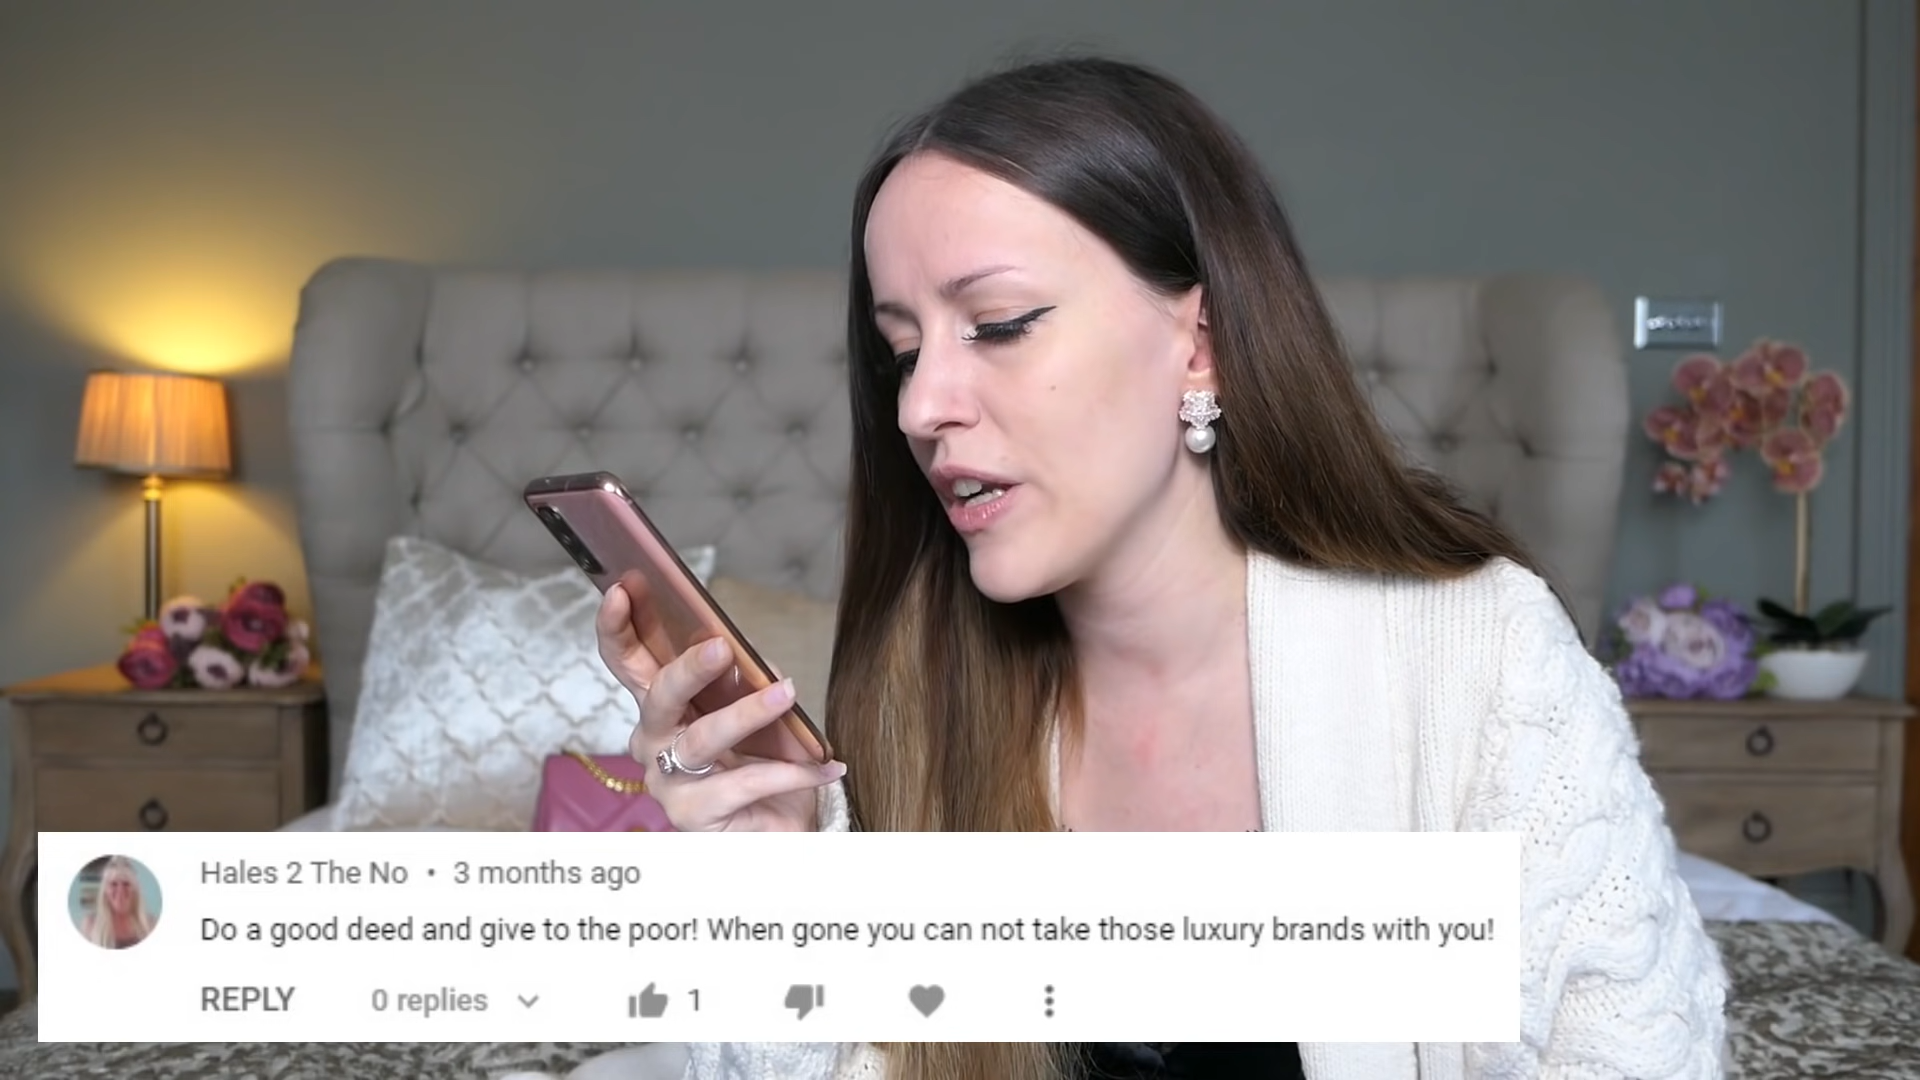 Hales 2 The No • 3 months ago
Do a good deed and give to the poor! When gone you can not take those luxury brands with you!
REPLY 0 replies 1